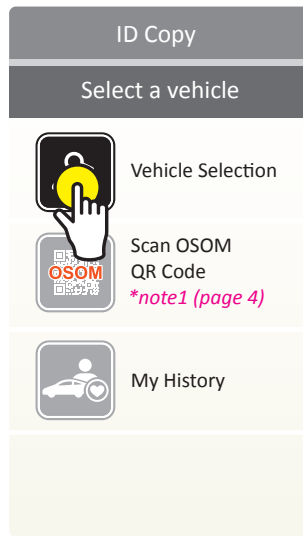 ID Copy
Select a vehicle
Vehicle Selection
Scan OSOM
QR Code
OSOM
*note1 (page 4)
My History